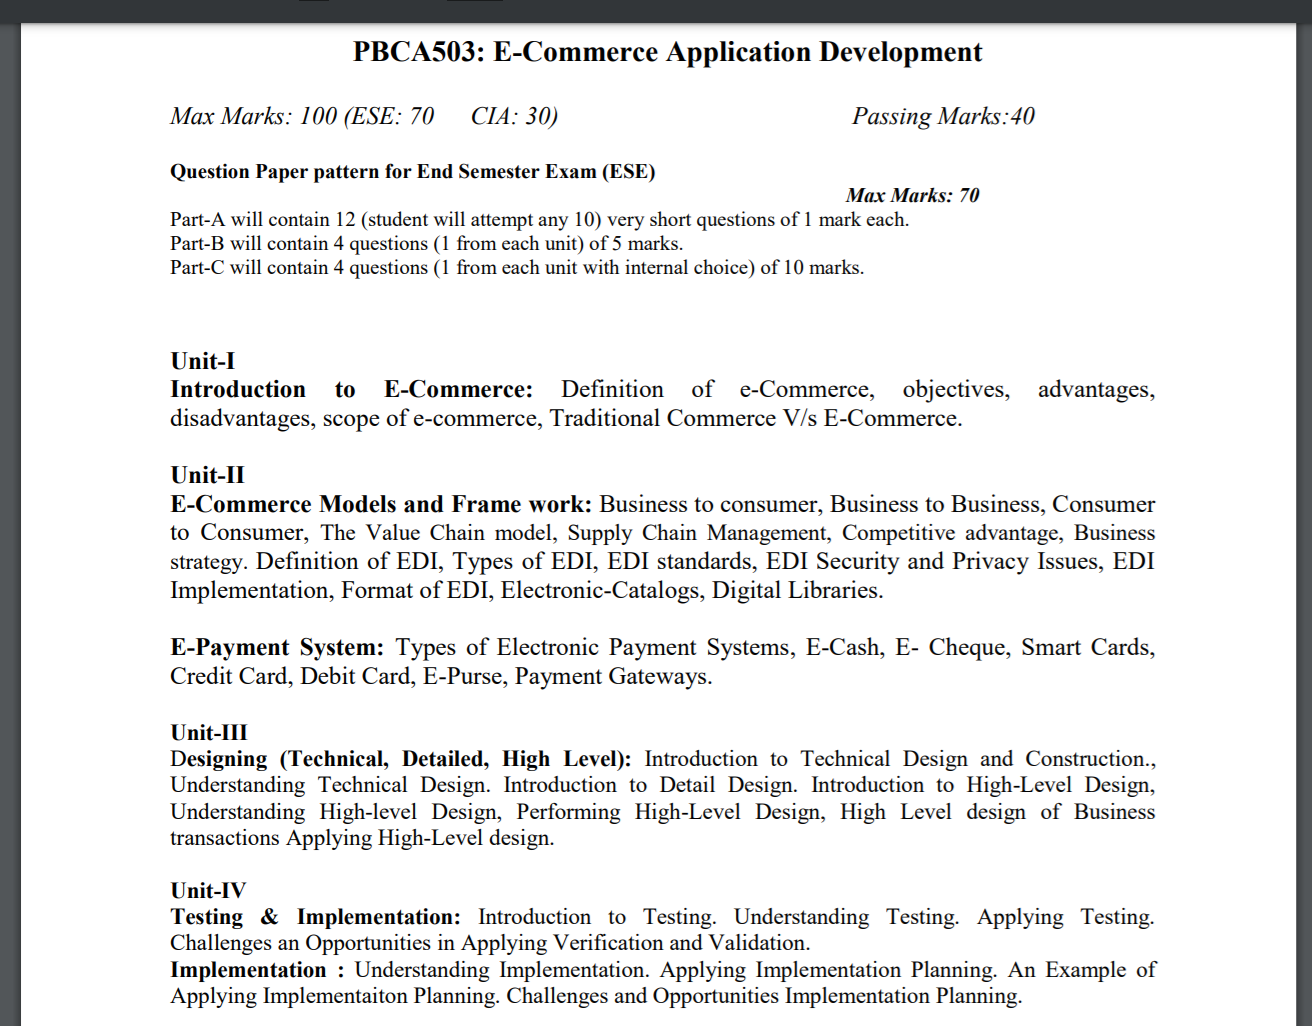 PBCA503: E-Commerce Application Development
Max Marks: 100 (ESE: 70 CIA: 30) Passing Marks:40
Question Paper pattern for End Semester Exam (ESE)
Max Marks: 70
Part-A will contain 12 (student will attempt any 10) very short questions of 1 mark each.
Part-B will contain 4 questions (1 from each unit) of 5 marks.
Part-C will contain 4 questions (1 from each unit with internal choice) of 10 marks.
Unit-I
Introduction to E-Commerce: Definition of e-Commerce, objectives, advantages,
disadvantages, scope of e-commerce, Traditional Commerce V/s E-Commerce.
Unit-II
E-Commerce Models and Frame work: Business to consumer, Business to Business, Consumer
to Consumer, The Value Chain model, Supply Chain Management, Competitive advantage, Business
strategy. Definition of EDI, Types of EDI, EDI standards, EDI Security and Privacy Issues, EDI
Implementation, Format of EDI, Electronic-Catalogs, Digital Libraries.
E-Payment System: Types of Electronic Payment Systems, E-Cash, E- Cheque, Smart Cards,
Credit Card, Debit Card, E-Purse, Payment Gateways.
Unit-III
Designing (Technical, Detailed, High Level): Introduction to Technical Design and Construction.,
Understanding Technical Design. Introduction to Detail Design. Introduction to High-Level Design,
Understanding High-level Design, Performing High-Level Design, High Level design of Business
transactions Applying High-Level design.
Unit-IV
Testing & Implementation: Introduction to Testing. Understanding Testing. Applying Testing.
Challenges an Opportunities in Applying Verification and Validation.
Implementation : Understanding Implementation. Applying Implementation Planning. An Example of
Applying Implementaiton Planning. Challenges and Opportunities Implementation Planning.